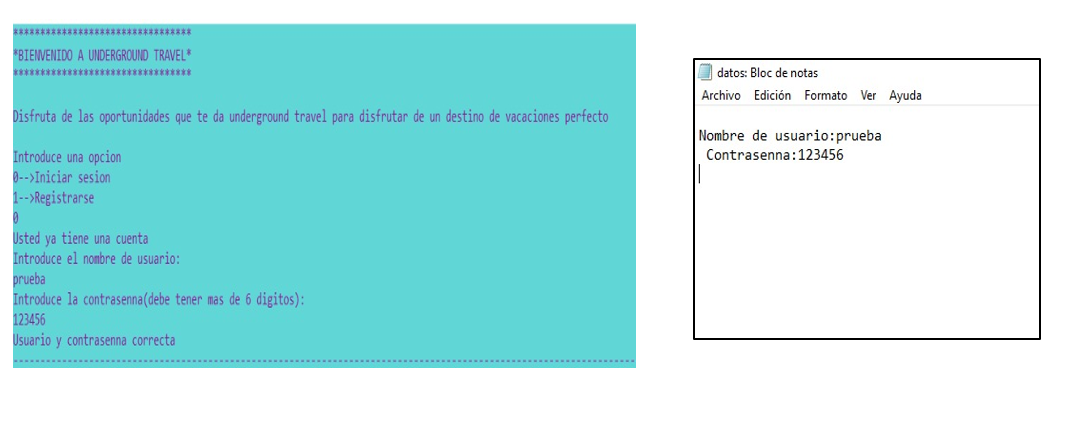 *********************************
*BIENVENIDO A UNDERGROUND TRAVEL*
*********************************
Disfruta de las oportunidades que te da underground travel para disfrutar de un destino de vacaciones perfecto
Introduce una opcion
0-->Iniciar sesion
1-->Registrarse
0
Usted ya tiene una cuenta
Introduce el nombre de usuario:
prueba
Introduce la contrasenna(debe tener mas de 6 digitos):
123456
Usuario y contrasenna correcta
datos: Bloc de notas
Archivo Edición Formato Ver Ayuda
Nombre de usuario:prueba
Contrasenna:123456